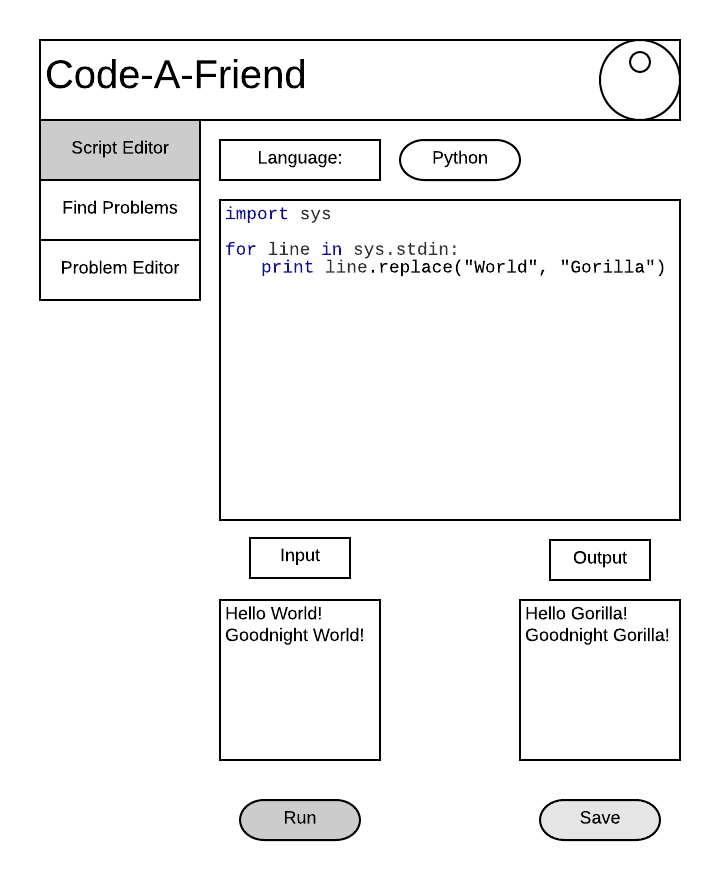 Code-A-Friend
Script Editor
Find Problems
Problem Editor
Language:
Python
import sys
for line in sys.stdin:
print line.replace("World", "Gorilla")
Input
Output
Hello World!
Goodnight World!
Hello Gorilla!
Goodnight Gorilla!
Run
Save